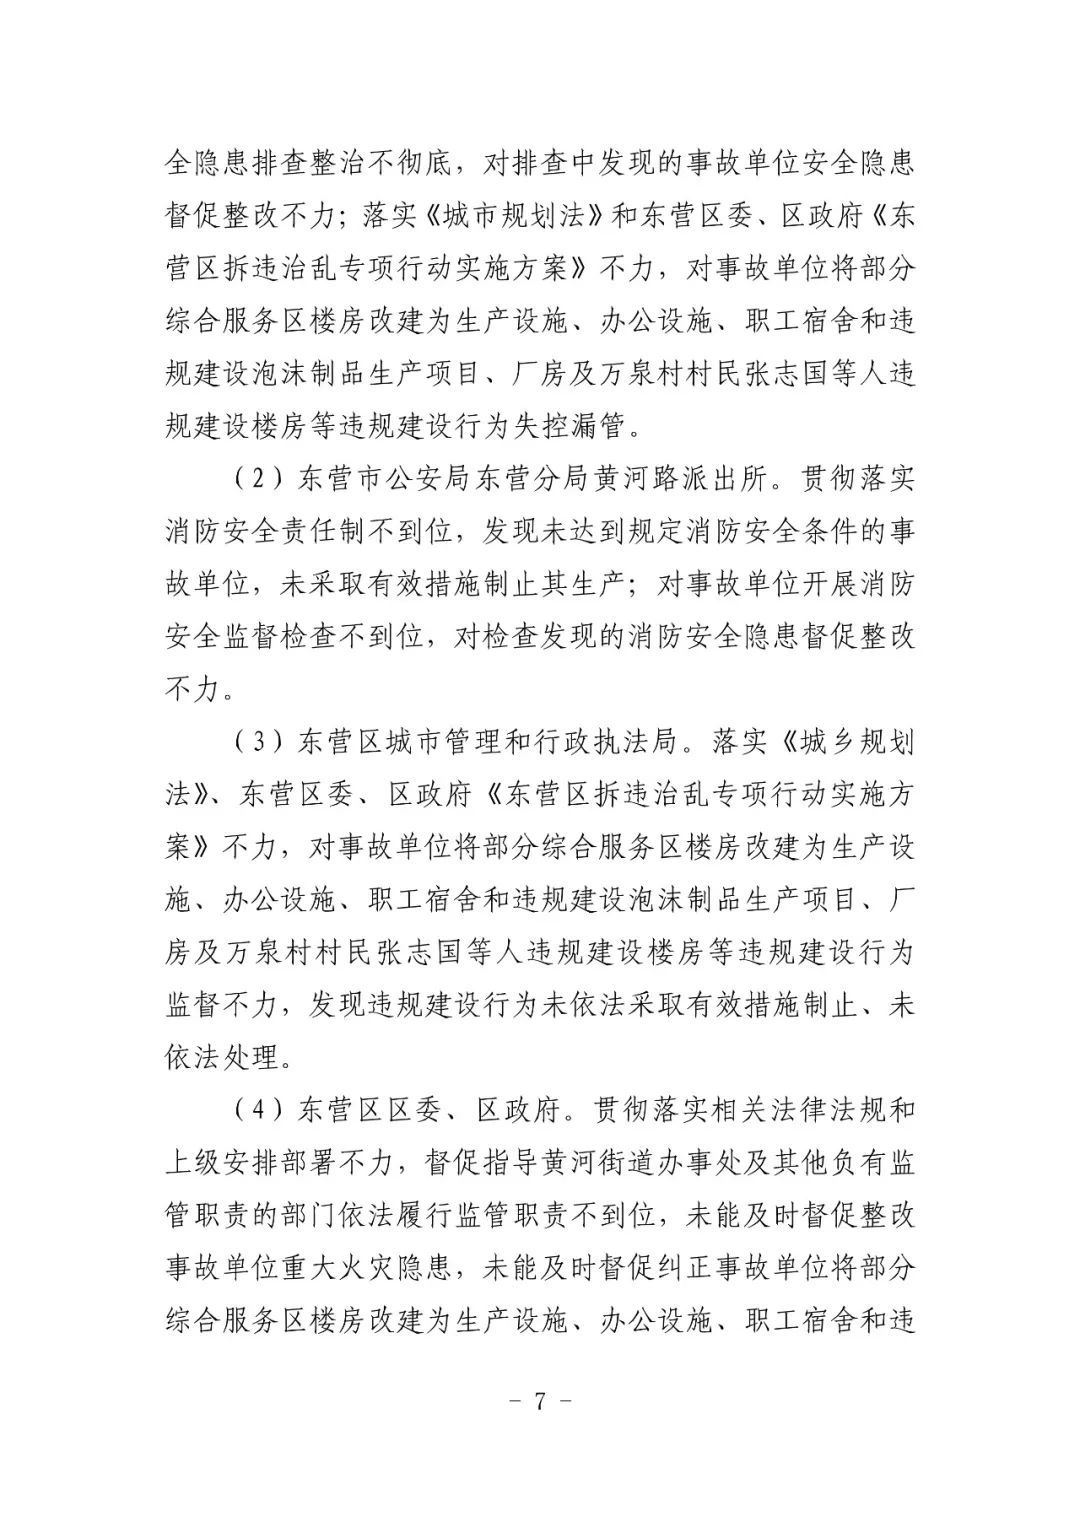 全隐患排查整治不彻底，对排查中发现的事故单位安全隐患
督促整改不力；落实《城市规划法》和东营区委、区政府《东
营区拆违治乱专项行动实施方案》不力，对事故单位将部分
综合服务区楼房改建为生产设施、办公设施、职工宿舍和违
规建设泡沫制品生产项目、厂房及万泉村村民张志国等人违
规建设楼房等违规建设行为失控漏管。
（2）东营市公安局东营分局黄河路派出所。贯彻落实
消防安全责任制不到位，发现未达到规定消防安全条件的事
故单位，未采取有效措施制止其生产；对事故单位开展消防
安全监督检查不到位，对检查发现的消防安全隐患督促整改
不力。
（3）东营区城市管理和行政执法局。落实《城乡规划
法》、东营区委、区政府《东营区拆违治乱专项行动实施方
案》不力，对事故单位将部分综合服务区楼房改建为生产设
施、办公设施、职工宿舍和违规建设泡沫制品生产项目、厂
房及万泉村村民张志国等人违规建设楼房等违规建设行为
监督不力，发现违规建设行为未依法采取有效措施制止、未
依法处理。
（4）东营区区委、区政府。贯彻落实相关法律法规和
上级安排部署不力，督促指导黄河街道办事处及其他负有监
管职责的部门依法履行监管职责不到位，未能及时督促整改
事故单位重大火灾隐患，未能及时督促纠正事故单位将部分
综合服务区楼房改建为生产设施、办公设施、职工宿舍和违
- 7 -